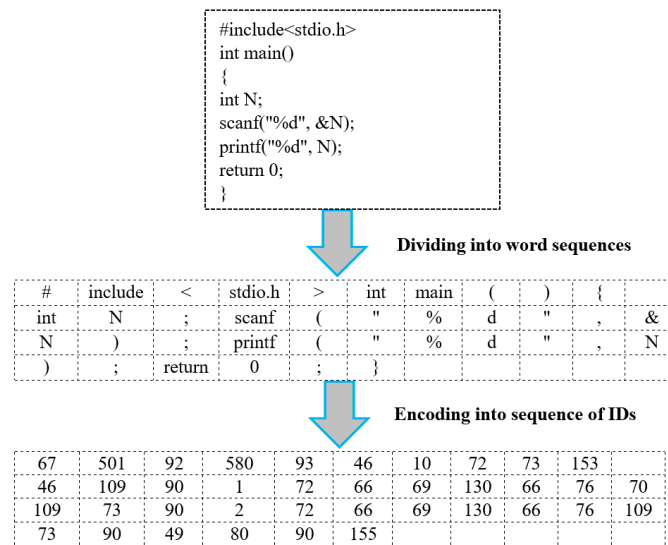 #include<stdio.h>
int main()
{
int N;
scanf("%d", &N);
printf("%d", N);
return 0;
}
Dividing into word sequences
# include < stdio.h > int main ( ) {
int N ; scanf ( " % d " , &
N ) ; printf ( " % d " , N
) ; return 0 ; }
Encoding into sequence of IDs
67 501 92 580 93 46 10 72 73 153
46 109 90 1 72 66 69 130 66 76 70
109 73 90 2 72 66 69 130 66 76 109
73 90 49 80 90 155